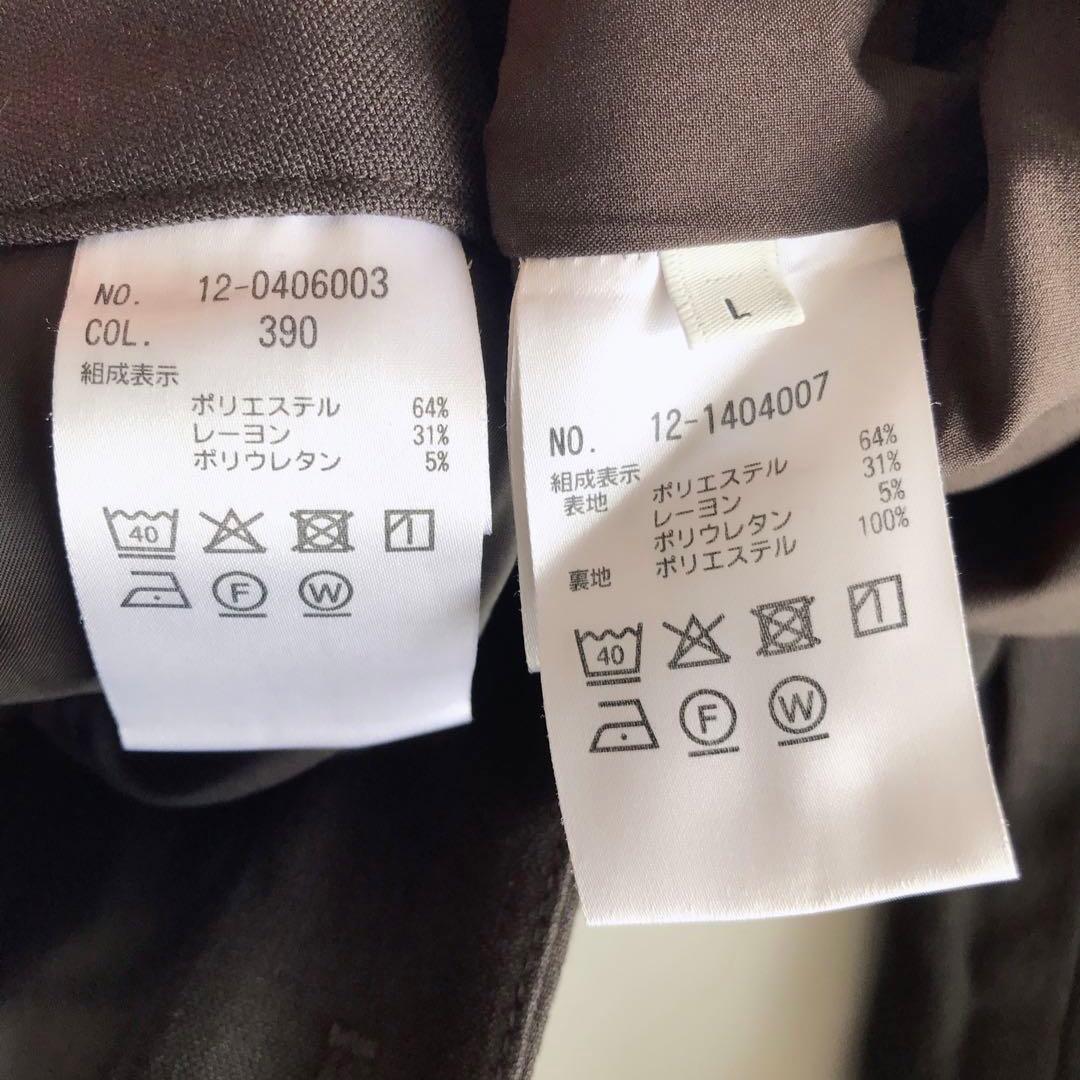 NO. 12-0406003
COL. 390
組成表示
ポリエステル 64%
レーヨン 31%
ポリウレタン 5%
40
F W
L
NO. 12-1404007
組成表示
表地 ポリエステル 64%
レーヨン 31%
ポリウレタン 5%
裏地 ポリエステル 100%
40
F W